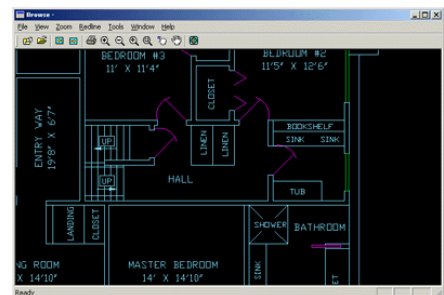 Browse -
File View Zoom Redline Tools Window Help
BEDROOM #3
11' X 11'4"
BEDROOM #2
11'5" X 12'6"
CLOSET
ENTRY WAY
19'8" X 6'7"
UP
UP
LINEN
LINEN
BOOKSHELF
SINK SINK
HALL
TUB
LANDING
CLOSET
SHOWER
BATHROOM
NG ROOM
X 14'10"
MASTER BEDROOM
14' X 14'10"
SINK
ET
Ready